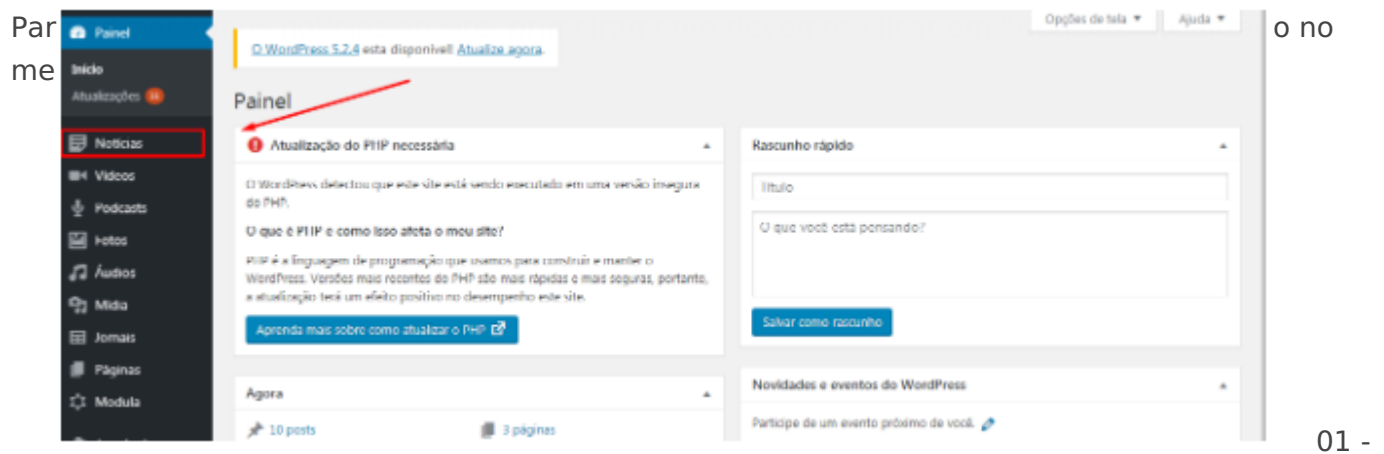 Par
o no
me
Opções de tela
Ajuda
Painel
Início
Atualizações
Notícias
Vídeos
Podcasts
Fotos
Áudios
Mídia
Jornais
Páginas
Modula
O WordPress 5.2.4 esta disponível! Atualize agora.
Painel
Atualização do PHP necessária
O WordPress detectou que este site está sendo executado em uma versão insegura
do PHP.
O que é PHP e como isso afeta o meu site?
PHP é a linguagem de programação que usamos para construir e manter o
WordPress. Versões mais recentes do PHP são mais rápidas e mais seguras, portanto,
a atualização terá um efeito positivo no desempenho este site.
Aprenda mais sobre como atualizar o PHP
Agora
10 posts
3 páginas
Rascunho rápido
Título
O que você está pensando?
Salvar como rascunho
Novidades e eventos do WordPress
Participe de um evento próximo de você.
01 -